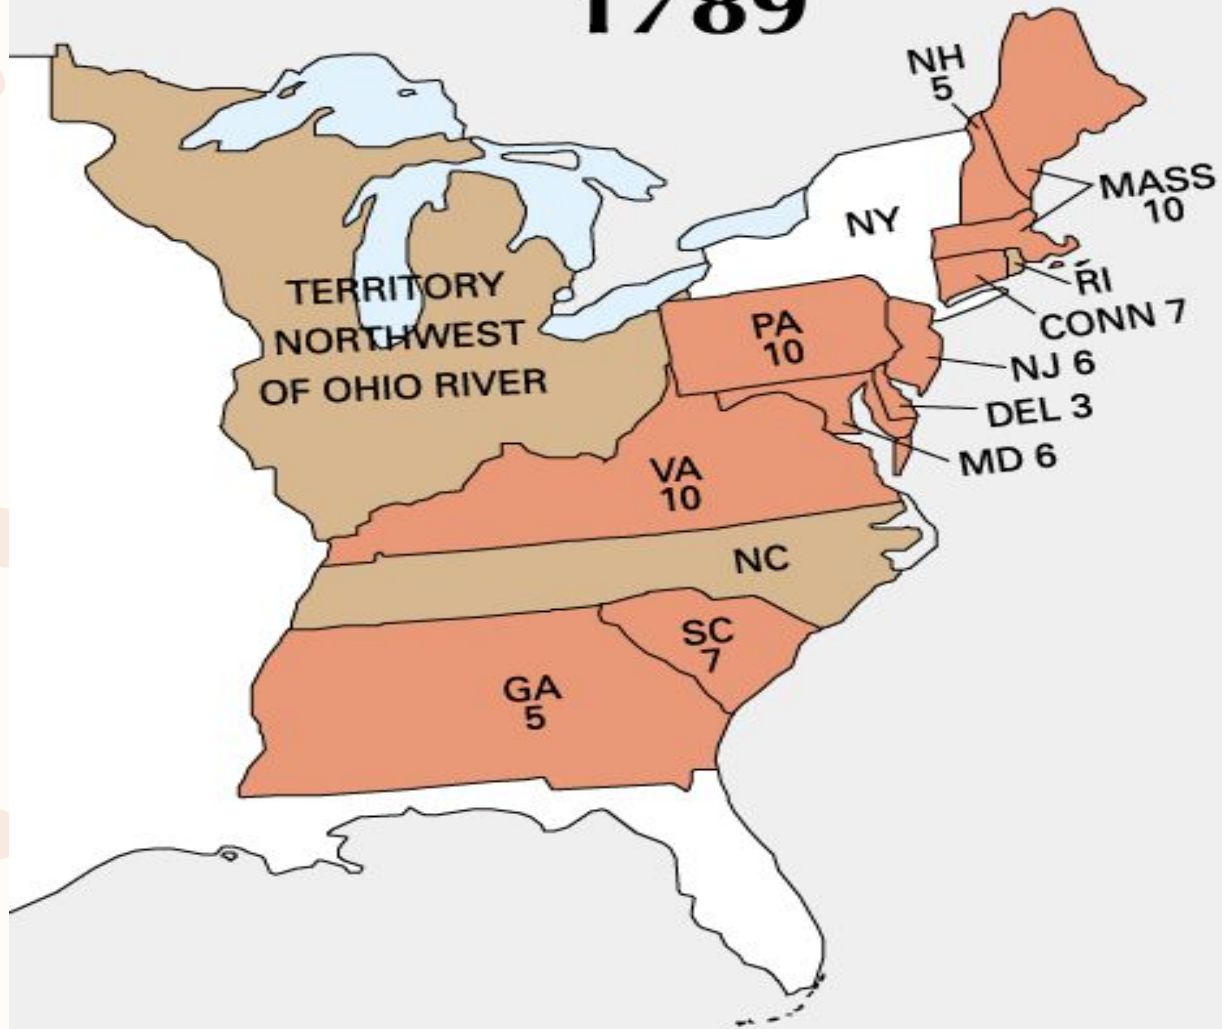 1789
NH
5
MASS
10
NY
RI
CONN 7
PA
10
NJ 6
DEL 3
MD 6
TERRITORY
NORTHWEST
OF OHIO RIVER
VA
10
NC
SC
7
GA
5